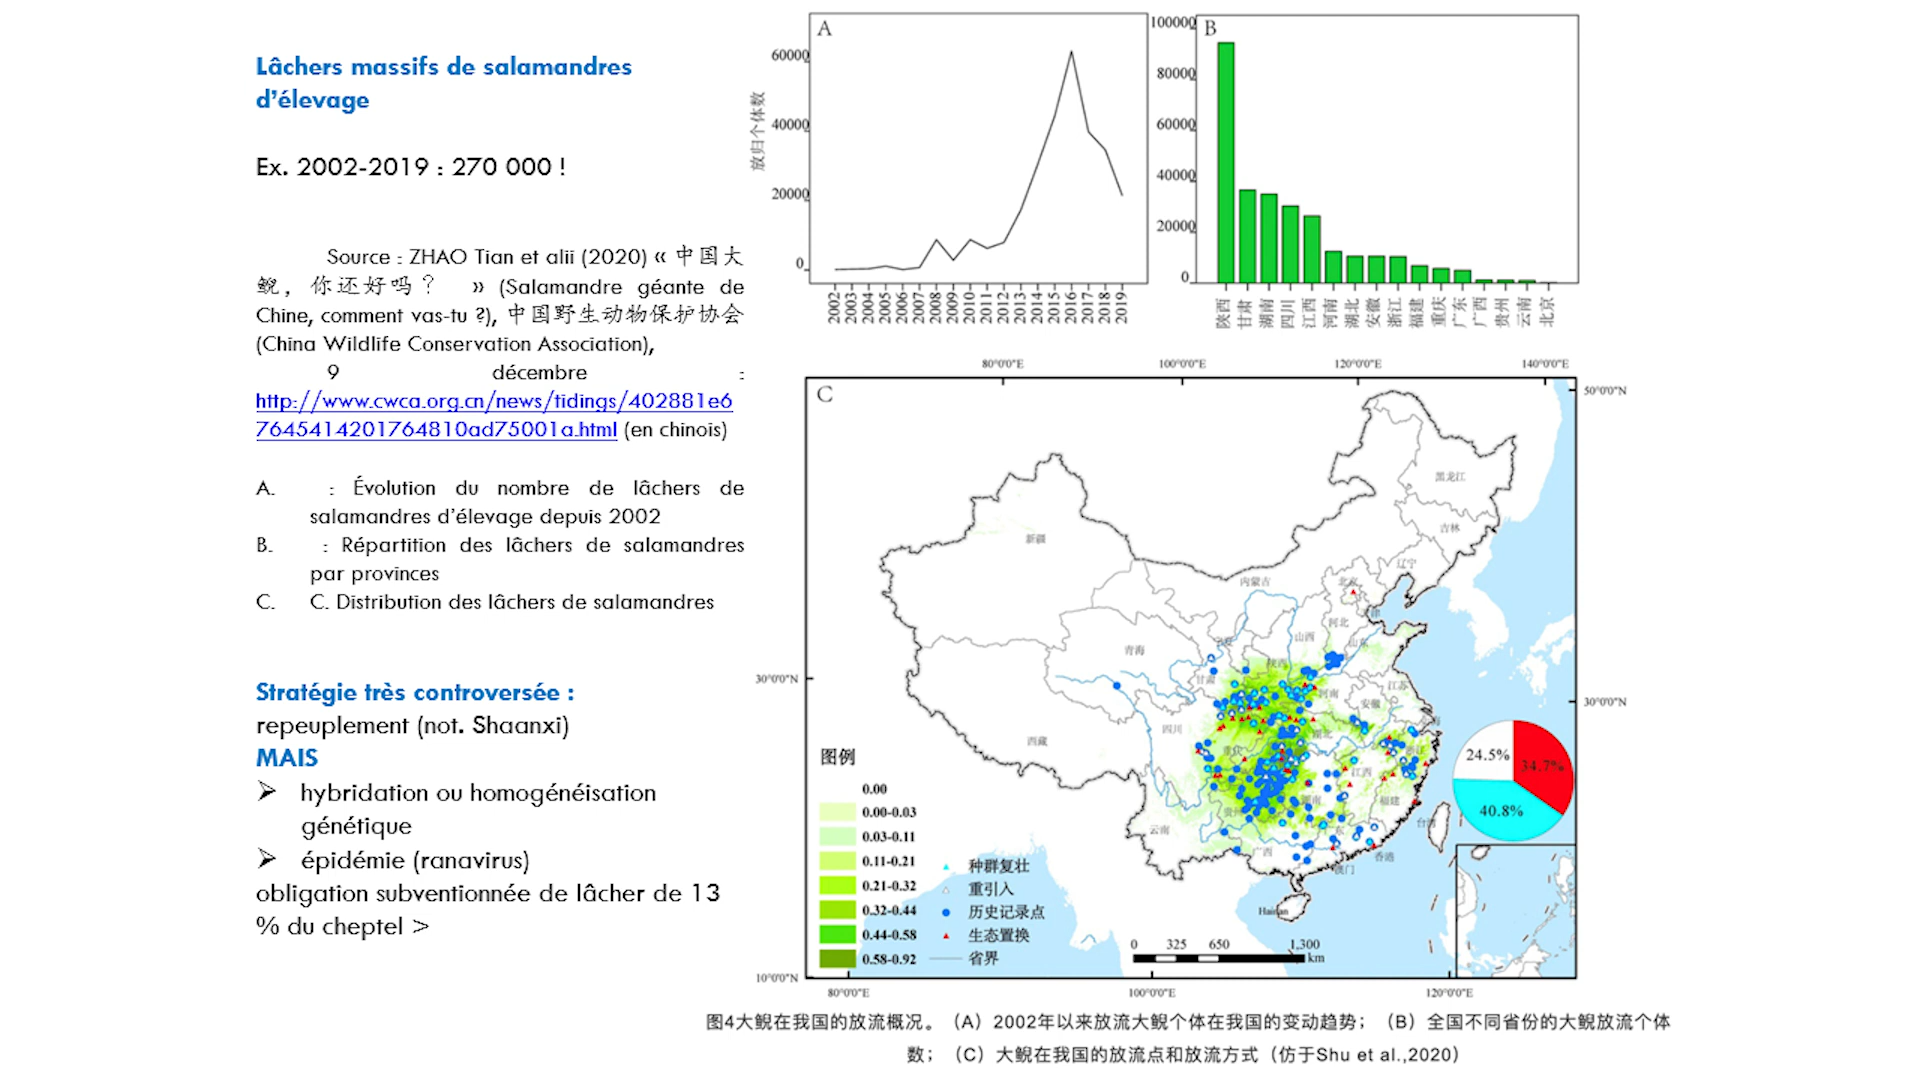 Lâchers massifs de salamandres
d'élevage
Ex. 2002-2019 : 270 000 !
Source : ZHAO Tian et alii (2020) « 中国大
鲵，你还好吗？ » (Salamandre géante de
Chine, comment vas-tu ?), 中国野生动物保护协会
(China Wildlife Conservation Association),
9 décembre :
http://www.cwca.org.cn/news/tidings/402881e6
7645414201764810ad75001a.html (en chinois)
A. : Évolution du nombre de lâchers de
salamandres d'élevage depuis 2002
B. : Répartition des lâchers de salamandres
par provinces
C. C. Distribution des lâchers de salamandres
Stratégie très controversée :
repeuplement (not. Shaanxi)
MAIS
➢ hybridation ou homogénéisation
génétique
➢ épidémie (ranavirus)
obligation subventionnée de lâcher de 13
% du cheptel >
A
放归个体数
60000
40000
20000
0
2002 2003 2004 2005 2006 2007 2008 2009 2010 2011 2012 2013 2014 2015 2016 2017 2018 2019
B
100000
80000
60000
40000
20000
0
陕西 甘肃 湖南 四川 江西 河南 湖北 安徽 浙江 福建 重庆 广东 广西 贵州 云南 北京
80°0'0"E 100°0'0"E 120°0'0"E 140°0'0"E
C
50°0'0"N
30°0'0"N
30°0'0"N
10°0'0"N
黑龙江
吉林
辽宁
新疆
内蒙古
北京
河北
山西
山东
青海
陕西
甘肃
河南
江苏
安徽
西藏
四川
湖北
重庆
江西
湖南
福建
贵州
云南
台湾
广西
香港
澳门
Hainan
24.5%
34.7%
40.8%
图例
0.00
0.00-0.03
0.03-0.11
0.11-0.21
0.21-0.32
0.32-0.44
0.44-0.58
0.58-0.92
种群复壮
重引入
历史记录点
生态置换
省界
0 325 650 1,300
km
80°0'0"E 100°0'0"E 120°0'0"E
图4大鲵在我国的放流概况。（A）2002年以来放流大鲵个体在我国的变动趋势；（B）全国不同省份的大鲵放流个体
数；（C）大鲵在我国的放流点和放流方式（仿于Shu et al.,2020）